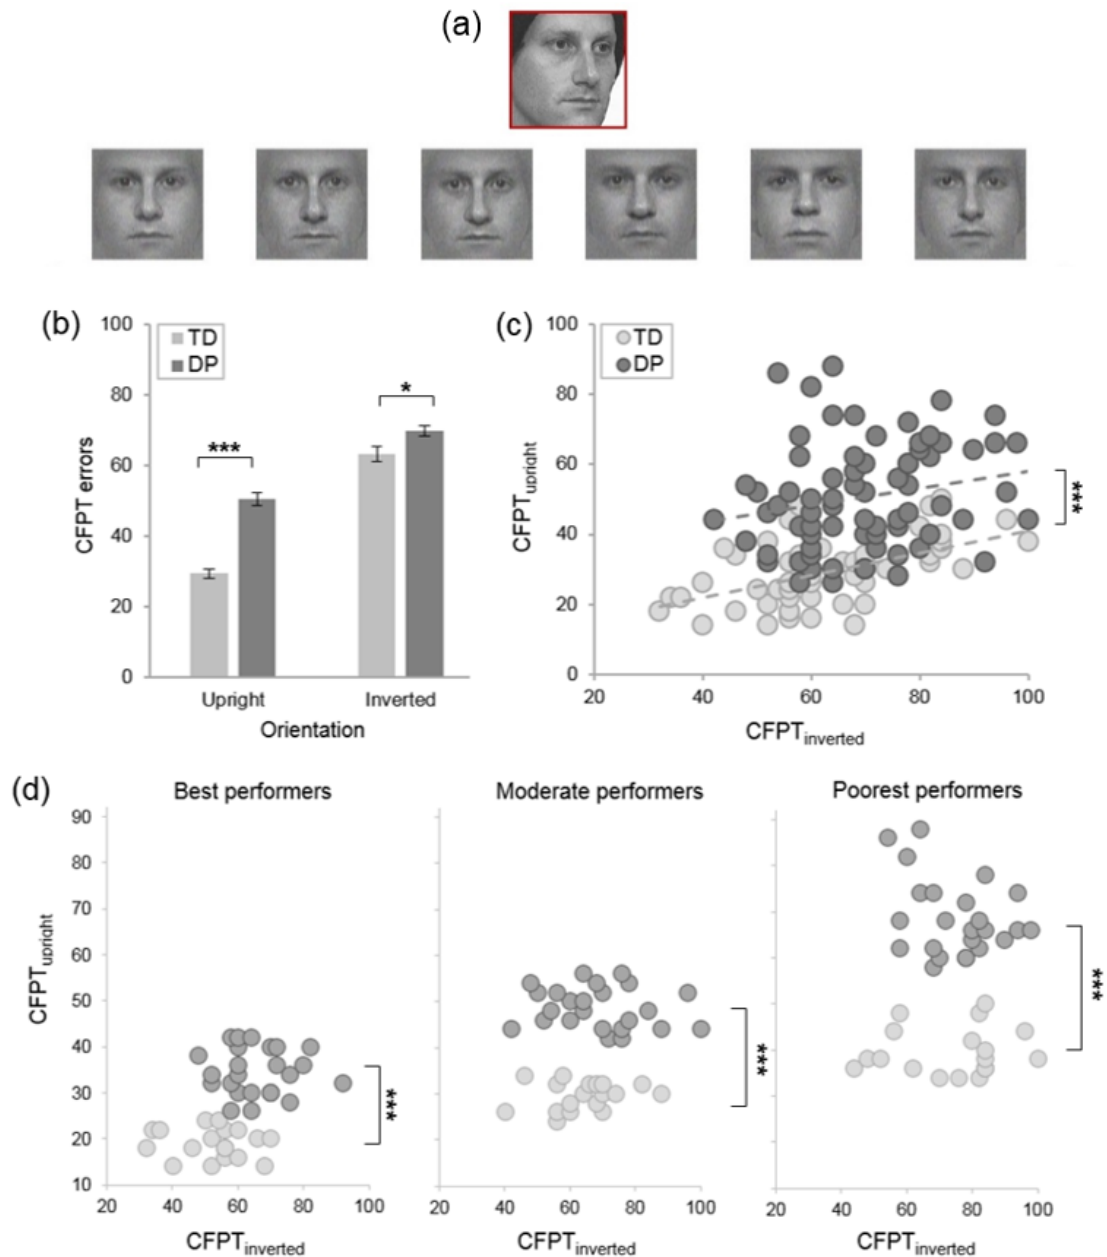 (a)
(b)
100
80
60
40
20
0
CFPT errors
TD
DP
***
*
Upright
Inverted
Orientation
(c)
100
80
60
40
20
0
CFPTupright
TD
DP
***
20 40 60 80 100
CFPTinverted
(d)
Best performers
Moderate performers
Poorest performers
90
80
70
60
50
40
30
20
10
CFPTupright
***
***
***
20 40 60 80 100
20 40 60 80 100
20 40 60 80 100
CFPTinverted
CFPTinverted
CFPTinverted